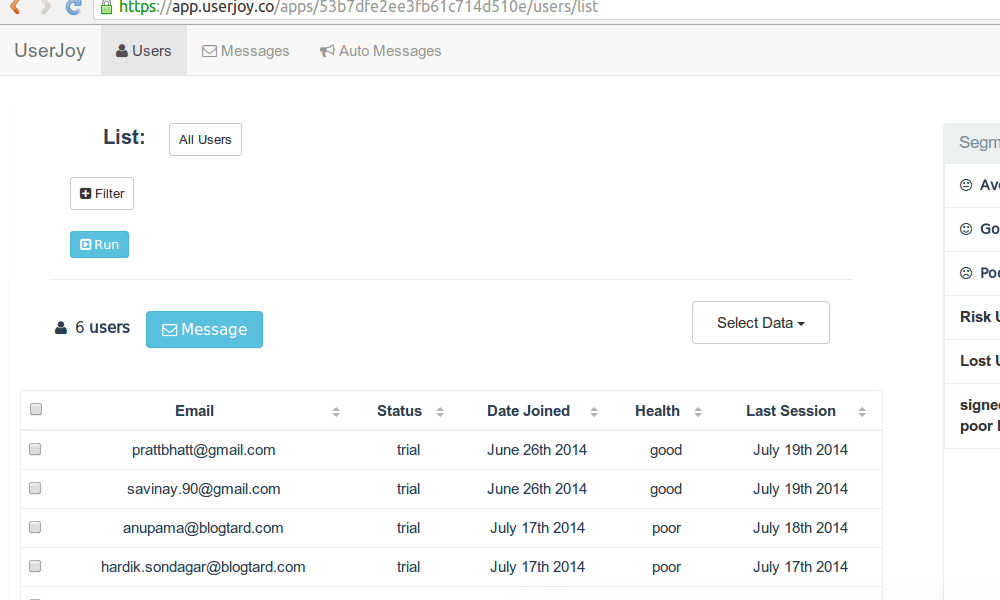 https://app.userjoy.co/apps/53b7dfe2ee3fb61c714d510e/users/list
UserJoy Users Messages Auto Messages
List: All Users
Filter
Run
6 users Message Select Data
Email Status Date Joined Health Last Session
prattbhatt@gmail.com trial June 26th 2014 good July 19th 2014
savinay.90@gmail.com trial June 26th 2014 good July 19th 2014
anupama@blogtard.com trial July 17th 2014 poor July 18th 2014
hardik.sondagar@blogtard.com trial July 17th 2014 poor July 17th 2014
Segm
Ave
Go
Poo
Risk U
Lost U
signed
poor